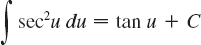 ∫ sec²u du = tan u + C